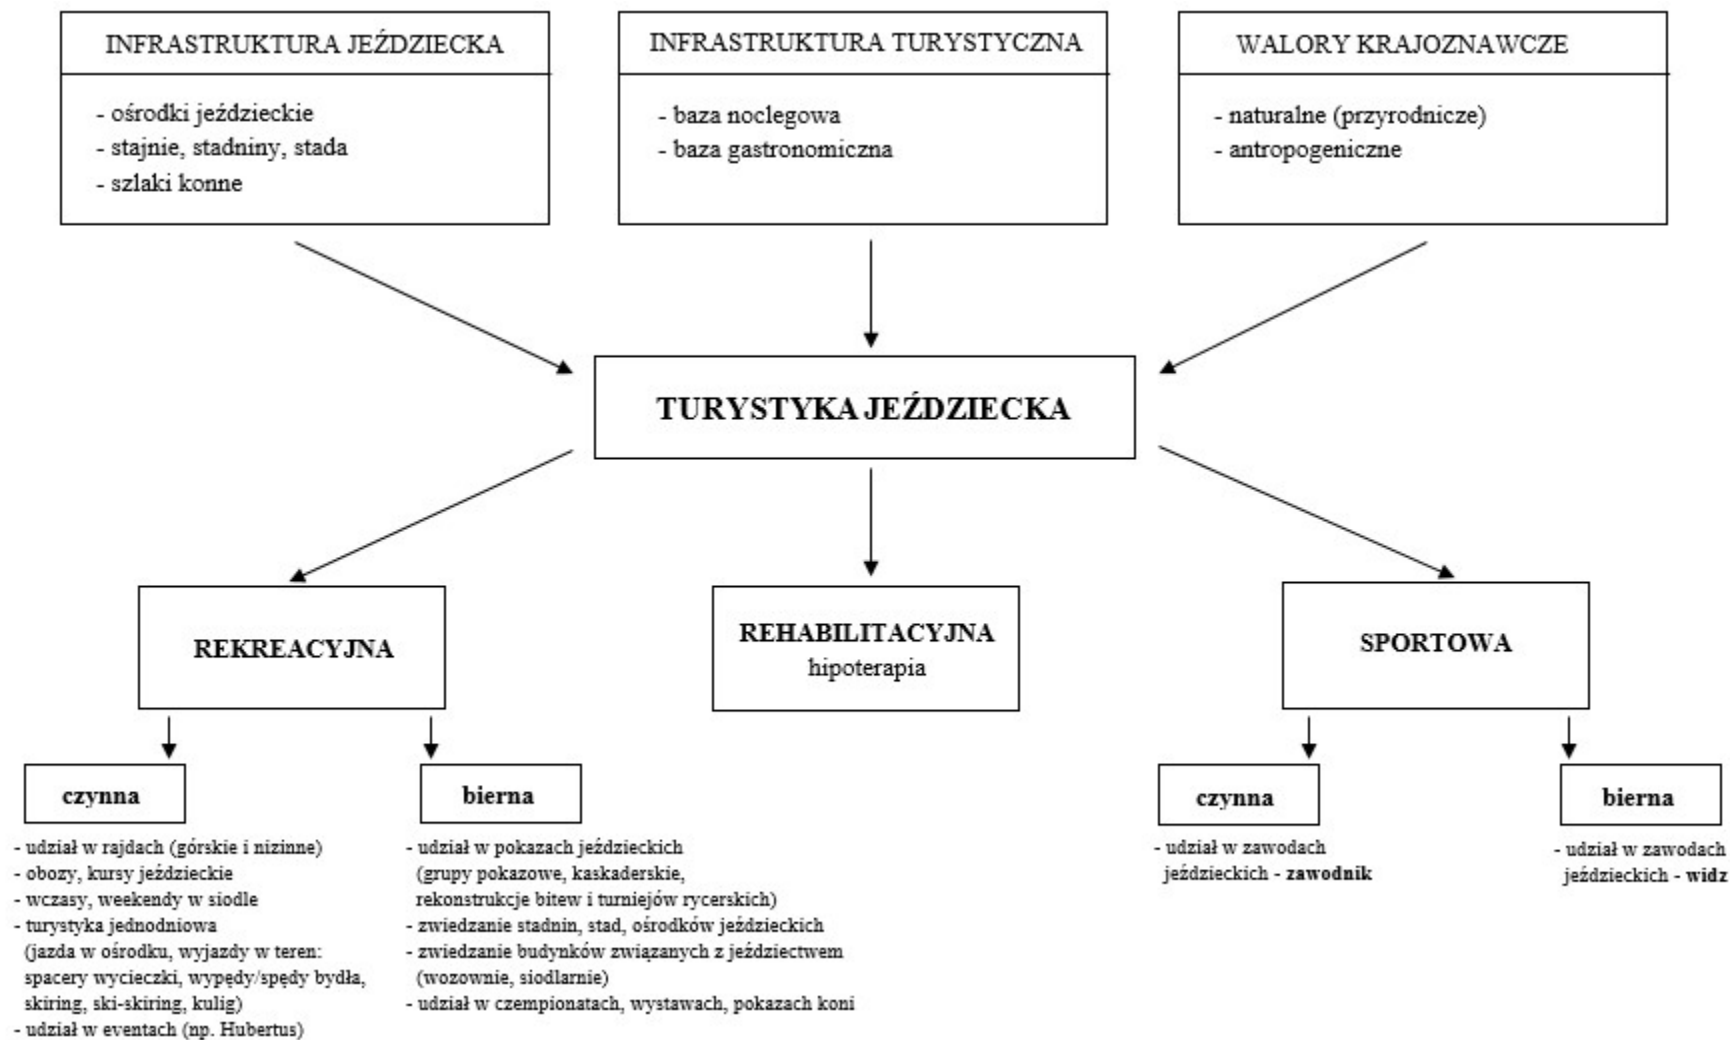 INFRASTRUKTURA JEŹDZIECKA
- ośrodki jeździeckie
- stajnie, stadniny, stada
- szlaki konne
INFRASTRUKTURA TURYSTYCZNA
- baza noclegowa
- baza gastronomiczna
WALORY KRAJOZNAWCZE
- naturalne (przyrodnicze)
- antropogeniczne
TURYSTYKA JEŹDZIECKA
REKREACYJNA
REHABILITACYJNA
hipoterapia
SPORTOWA
czynna
- udział w rajdach (górskie i nizinne)
- obozy, kursy jeździeckie
- wczasy, weekendy w siodle
- turystyka jednodniowa
(jazda w ośrodku, wyjazdy w teren:
spacery wycieczki, wypędy/spędy bydła,
skiring, ski-skiring, kulig)
- udział w eventach (np. Hubertus)
bierna
- udział w pokazach jeździeckich
(grupy pokazowe, kaskaderskie,
rekonstrukcje bitew i turniejów rycerskich)
- zwiedzanie stadnin, stad, ośrodków jeździeckich
- zwiedzanie budynków związanych z jeździectwem
(wozownie, siodlarnie)
- udział w czempionatach, wystawach, pokazach koni
czynna
- udział w zawodach
jeździeckich - zawodnik
bierna
- udział w zawodach
jeździeckich - widz